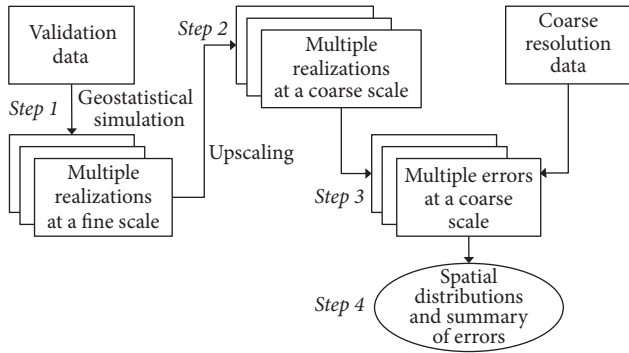 Validation
data
Step 1
Geostatistical
simulation
Multiple
realizations
at a fine scale
Upscaling
Step 2
Multiple
realizations
at a coarse scale
Coarse
resolution
data
Step 3
Multiple errors
at a coarse
scale
Step 4
Spatial
distributions
and summary
of errors